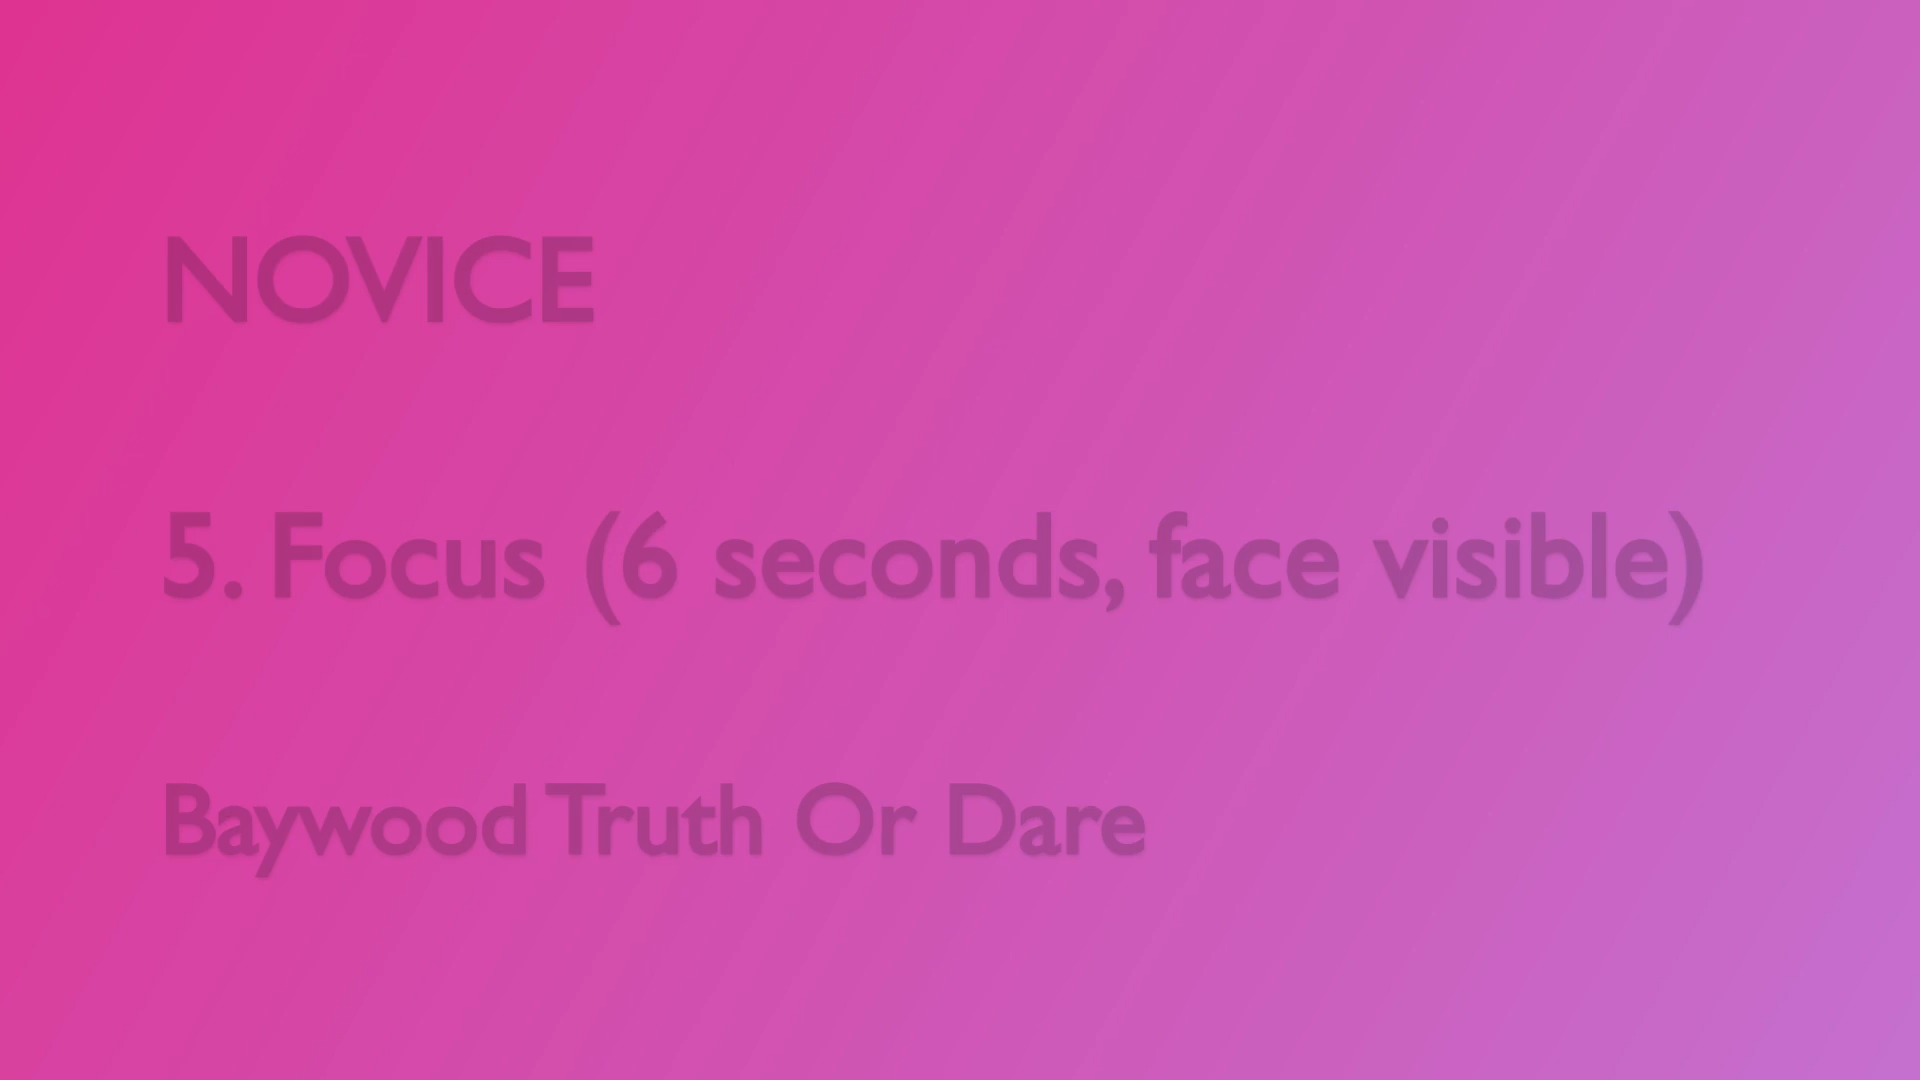 NOVICE
5. Focus (6 seconds, face visible)
Baywood Truth Or Dare